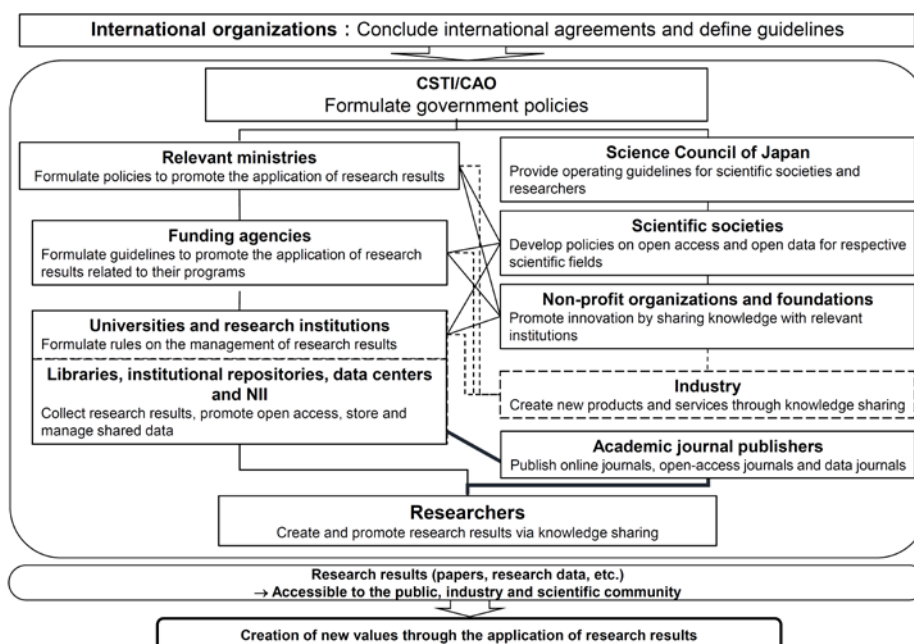 International organizations : Conclude international agreements and define guidelines
CSTI/CAO
Formulate government policies
Relevant ministries
Formulate policies to promote the application of research results
Science Council of Japan
Provide operating guidelines for scientific societies and
researchers
Funding agencies
Formulate guidelines to promote the application of research
results related to their programs
Scientific societies
Develop policies on open access and open data for respective
scientific fields
Universities and research institutions
Formulate rules on the management of research results
Non-profit organizations and foundations
Promote innovation by sharing knowledge with relevant
institutions
Libraries, institutional repositories, data centers
and NII
Collect research results, promote open access, store and
manage shared data
Industry
Create new products and services through knowledge sharing
Academic journal publishers
Publish online journals, open-access journals and data journals
Researchers
Create and promote research results via knowledge sharing
Research results (papers, research data, etc.)
→ Accessible to the public, industry and scientific community
Creation of new values through the application of research results